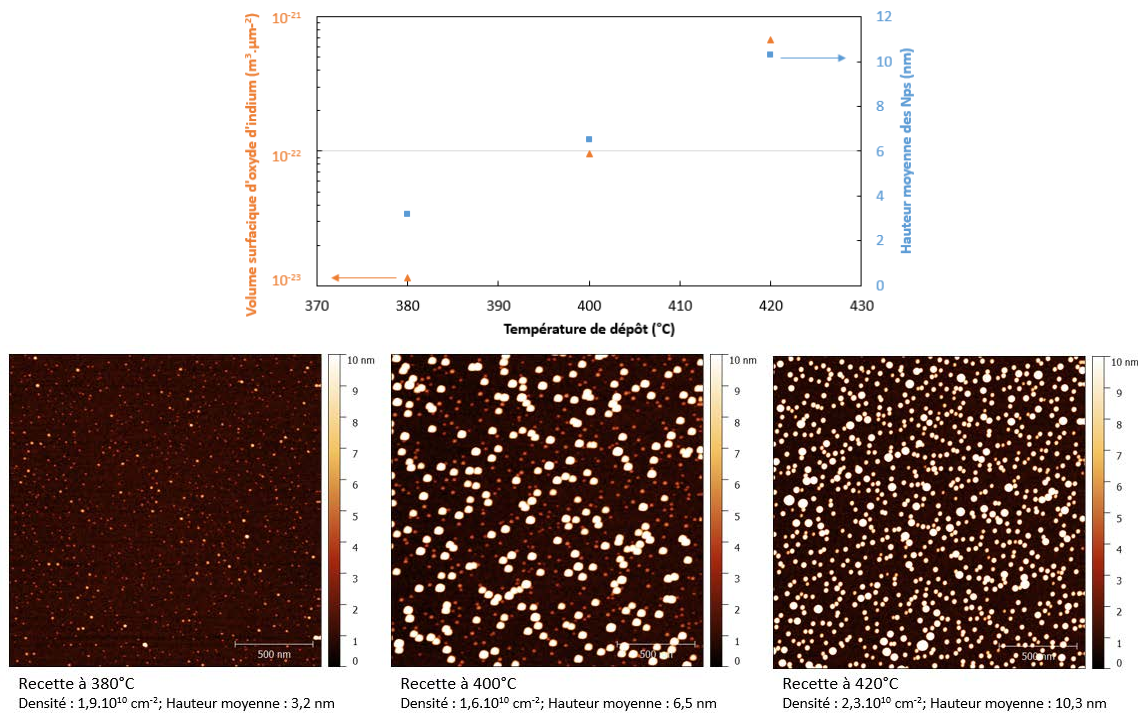 Volume surfacique d'oxyde d'indium (m³.µm-²)
10-²¹
10-²²
10-²³
12
10
8
6
4
2
0
Hauteur moyenne des Nps (nm)
370 380 390 400 410 420 430
Température de dépôt (°C)
10 nm
9
8
7
6
5
4
3
2
1
0
500 nm
10 nm
9
8
7
6
5
4
3
2
1
0
500 nm
10 nm
9
8
7
6
5
4
3
2
1
0
500 nm
Recette à 380°C
Densité : 1,9.10¹⁰ cm-²; Hauteur moyenne : 3,2 nm
Recette à 400°C
Densité : 1,6.10¹⁰ cm-²; Hauteur moyenne : 6,5 nm
Recette à 420°C
Densité : 2,3.10¹⁰ cm-²; Hauteur moyenne : 10,3 nm